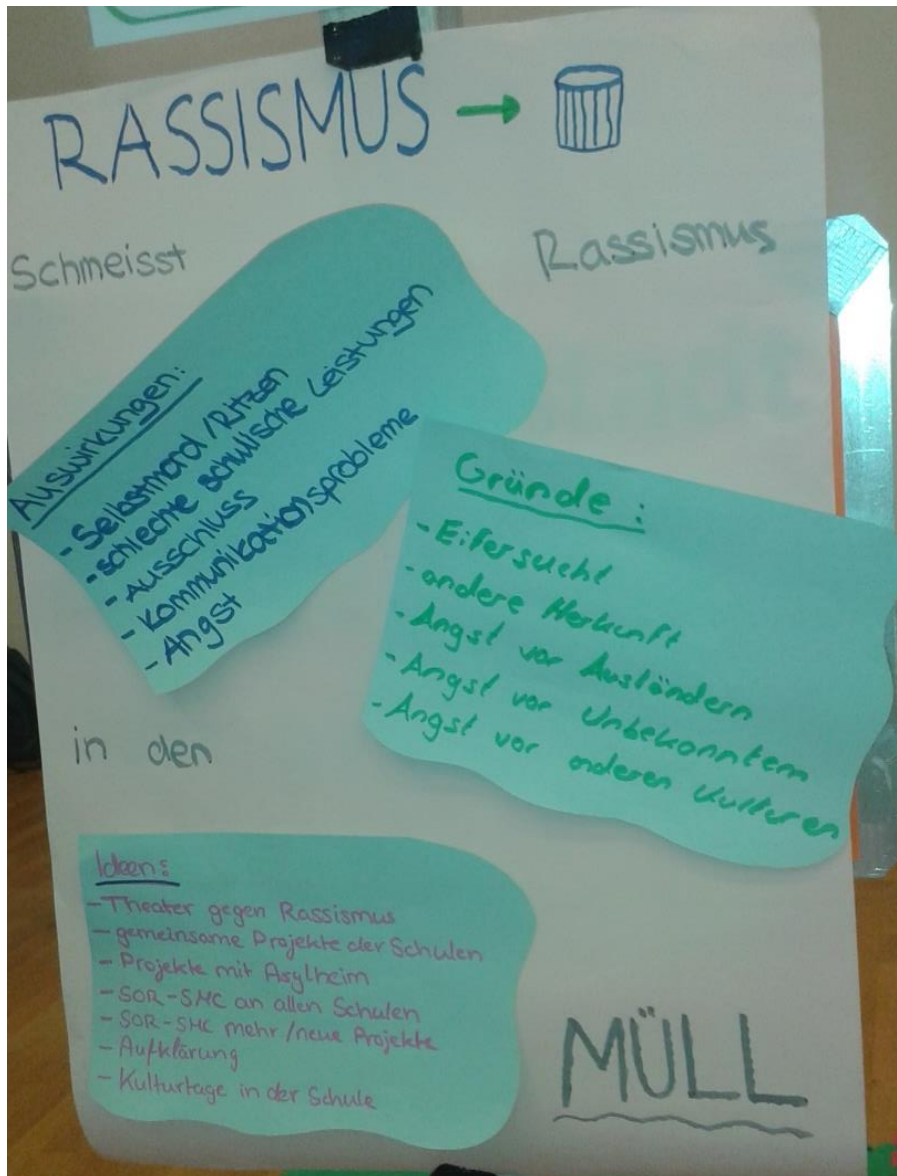 RASSISMUS →
Schmeisst Rassismus
Auswirkungen:
- Selbstmord / Ritzen
- schlechte schulische Leistungen
- Ausschluss
- Kommunikationsprobleme
- Angst
Gründe:
- Eifersucht
- andere Herkunft
- Angst vor Ausländern
- Angst vor Unbekanntem
- Angst vor anderen Kulturen
in den
Ideen:
- Theater gegen Rassismus
- gemeinsame Projekte der Schulen
- Projekte mit Asylheim
- SOR-SMC an allen Schulen
- SOR-SMC mehr / neue Projekte
- Aufklärung
- Kulturtage in der Schule
MÜLL